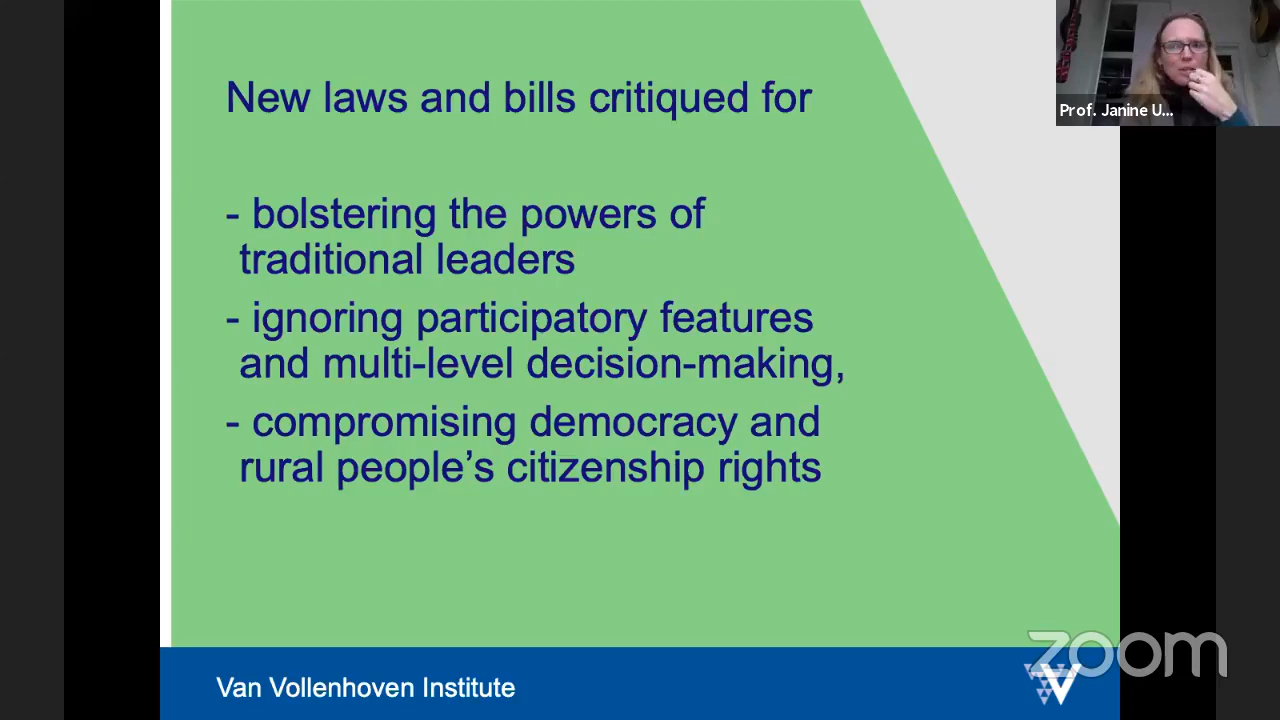 New laws and bills critiqued for
- bolstering the powers of
traditional leaders
- ignoring participatory features
and multi-level decision-making,
- compromising democracy and
rural people’s citizenship rights
Prof. Janine U...
Van Vollenhoven Institute
zoom